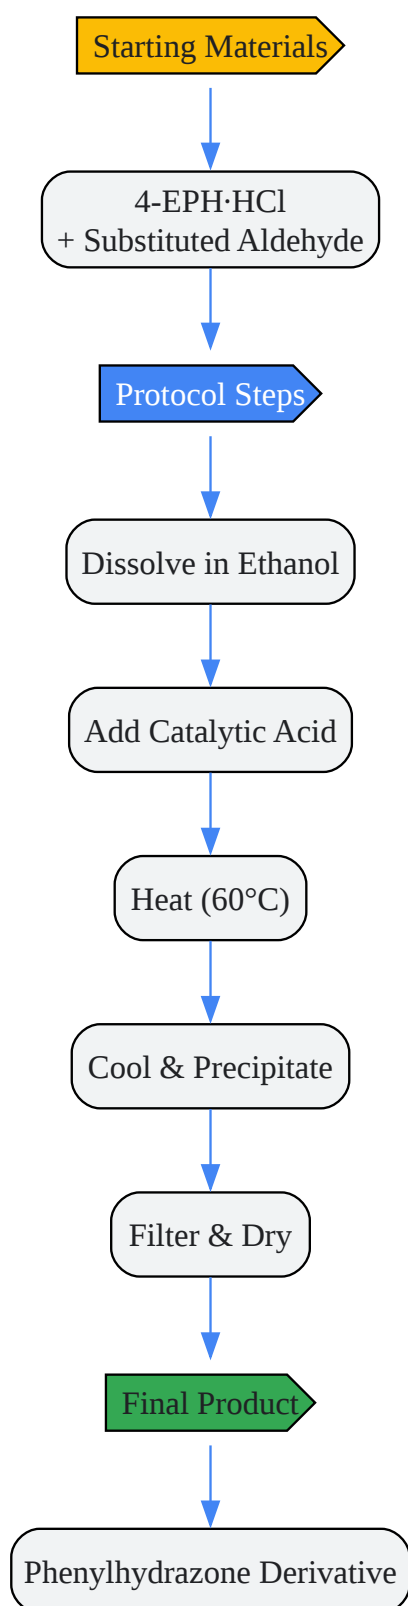 Starting Materials
4-EPH·HCl
+ Substituted Aldehyde
Protocol Steps
Dissolve in Ethanol
Add Catalytic Acid
Heat (60°C)
Cool & Precipitate
Filter & Dry
Final Product
Phenylhydrazone Derivative